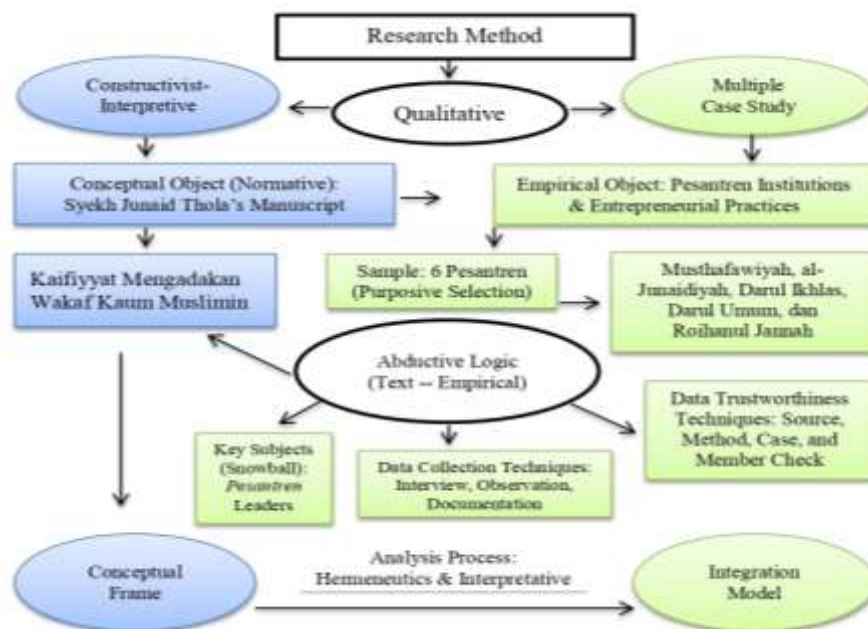 Research Method
Constructivist-
Interpretive
Qualitative
Multiple
Case Study
Conceptual Object (Normative):
Syekh Junaid Thola's Manuscript
Empirical Object: Pesantren Institutions
& Entrepreneurial Practices
Kaifiyyat Mengadakan
Wakaf Kaum Muslimin
Sample: 6 Pesantren
(Purposive Selection)
Musthafawiyah, al-
Junaidiyah, Darul Ikhlas,
Darul Umum, dan
Roihanul Jannah
Abductive Logic
(Text -- Empirical)
Key Subjects
(Snowball):
Pesantren
Leaders
Data Collection Techniques:
Interview, Observation,
Documentation
Data Trustworthiness
Techniques: Source,
Method, Case, and
Member Check
Conceptual
Frame
Analysis Process:
Hermeneutics & Interpretative
Integration
Model